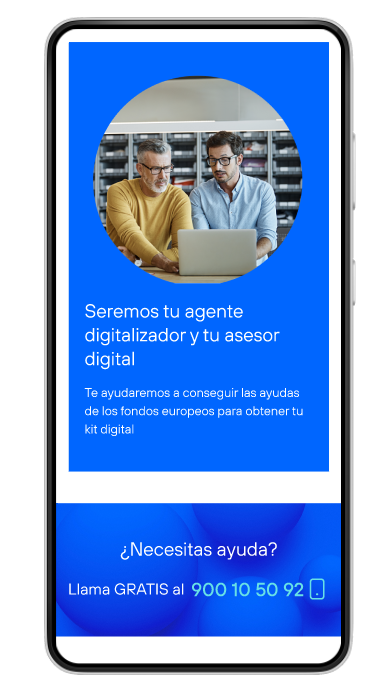 Seremos tu agente
digitalizador y tu asesor
digital
Te ayudaremos a conseguir las ayudas
de los fondos europeos para obtener tu
kit digital
¿Necesitas ayuda?
Llama GRATIS al 900 10 50 92